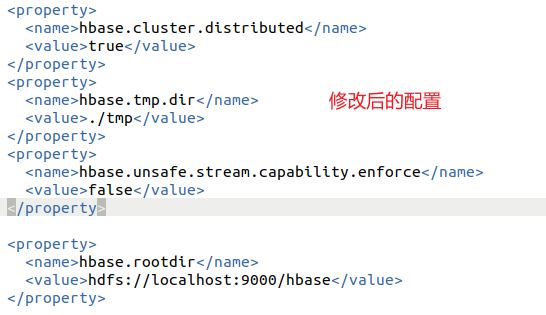 <property>
  <name>hbase.cluster.distributed</name>
  <value>true</value>
</property>
<property>
  <name>hbase.tmp.dir</name>
修改后的配置
  <value>./tmp</value>
</property>
<property>
  <name>hbase.unsafe.stream.capability.enforce</name>
  <value>false</value>
</property>
<property>
  <name>hbase.rootdir</name>
  <value>hdfs://localhost:9000/hbase</value>
</property>